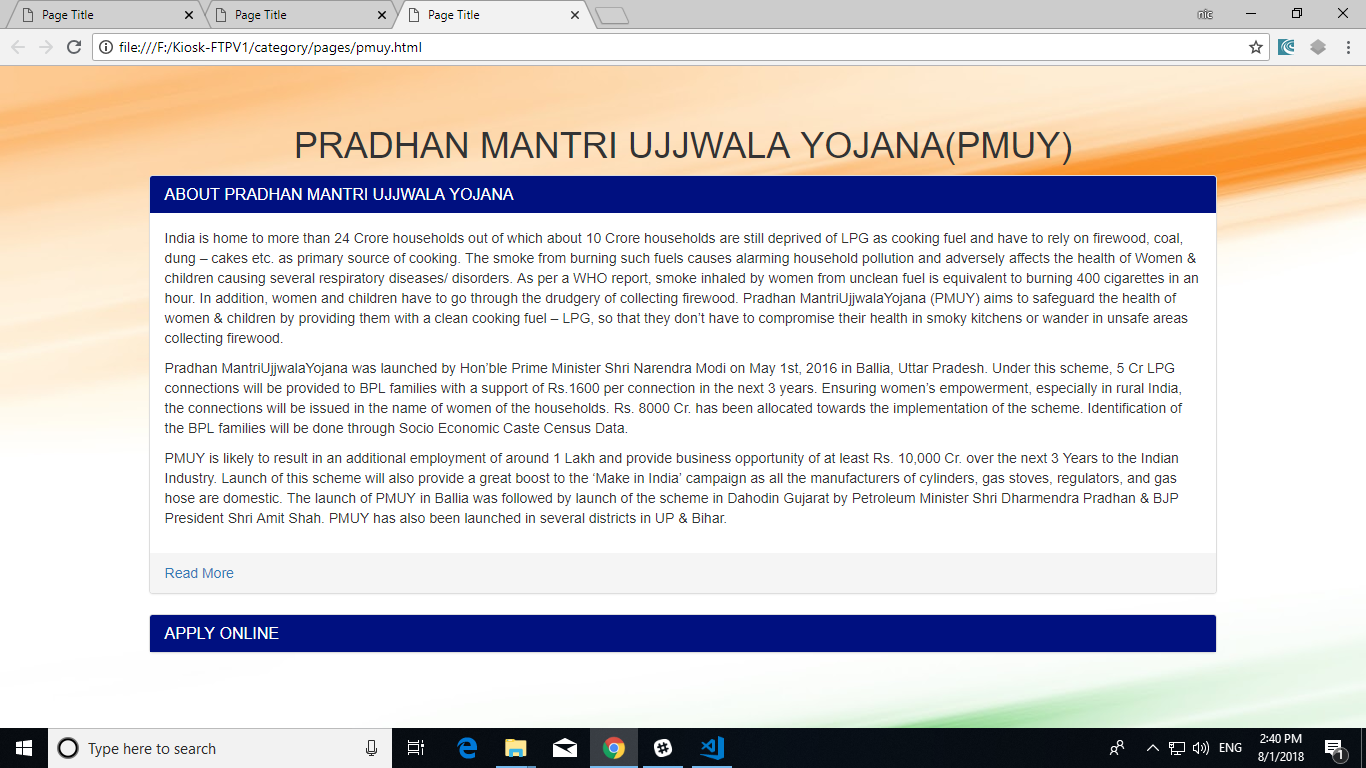 Page Title
Page Title
Page Title
nic
file:///F:/Kiosk-FTPV1/category/pages/pmuy.html
PRADHAN MANTRI UJJWALA YOJANA(PMUY)
ABOUT PRADHAN MANTRI UJJWALA YOJANA
India is home to more than 24 Crore households out of which about 10 Crore households are still deprived of LPG as cooking fuel and have to rely on firewood, coal,
dung – cakes etc. as primary source of cooking. The smoke from burning such fuels causes alarming household pollution and adversely affects the health of Women &
children causing several respiratory diseases/ disorders. As per a WHO report, smoke inhaled by women from unclean fuel is equivalent to burning 400 cigarettes in an
hour. In addition, women and children have to go through the drudgery of collecting firewood. Pradhan MantriUjjwalaYojana (PMUY) aims to safeguard the health of
women & children by providing them with a clean cooking fuel – LPG, so that they don’t have to compromise their health in smoky kitchens or wander in unsafe areas
collecting firewood.
Pradhan MantriUjjwalaYojana was launched by Hon’ble Prime Minister Shri Narendra Modi on May 1st, 2016 in Ballia, Uttar Pradesh. Under this scheme, 5 Cr LPG
connections will be provided to BPL families with a support of Rs.1600 per connection in the next 3 years. Ensuring women’s empowerment, especially in rural India,
the connections will be issued in the name of women of the households. Rs. 8000 Cr. has been allocated towards the implementation of the scheme. Identification of
the BPL families will be done through Socio Economic Caste Census Data.
PMUY is likely to result in an additional employment of around 1 Lakh and provide business opportunity of at least Rs. 10,000 Cr. over the next 3 Years to the Indian
Industry. Launch of this scheme will also provide a great boost to the ‘Make in India’ campaign as all the manufacturers of cylinders, gas stoves, regulators, and gas
hose are domestic. The launch of PMUY in Ballia was followed by launch of the scheme in Dahodin Gujarat by Petroleum Minister Shri Dharmendra Pradhan & BJP
President Shri Amit Shah. PMUY has also been launched in several districts in UP & Bihar.
Read More
APPLY ONLINE
Type here to search
ENG
2:40 PM
8/1/2018
1